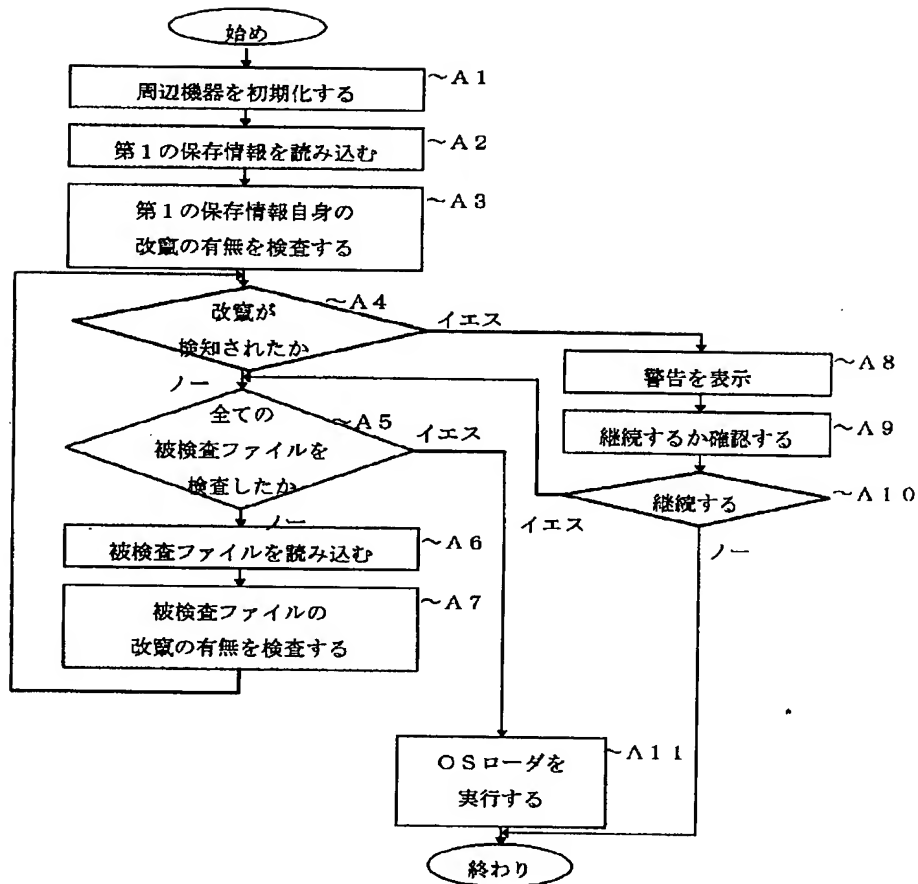 始め
周辺機器を初期化する
～A1
第1の保存情報を読み込む
～A2
第1の保存情報自身の
改竄の有無を検査する
～A3
改竄が
検知されたか
～A4
イエス
ノー
警告を表示
～A8
継続するか確認する
～A9
継続する
～A10
イエス
ノー
全ての
被検査ファイルを
検査したか
～A5
イエス
ノー
被検査ファイルを読み込む
～A6
被検査ファイルの
改竄の有無を検査する
～A7
OSローダを
実行する
～A11
終わり